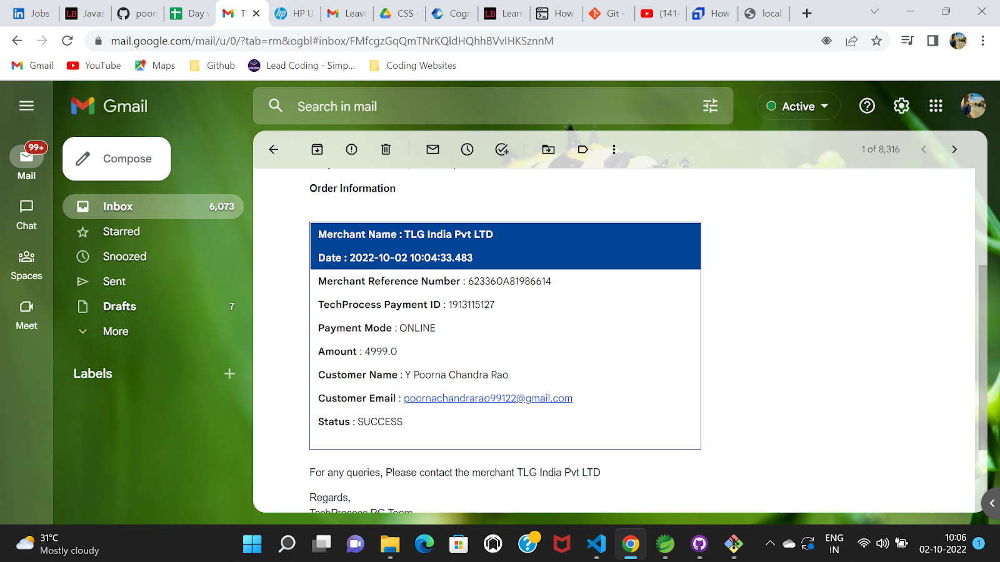 Jobs
Javas
poor
Day
HP U
Leave
CSS
Cogn
Learn
How
Git -
(141
How
local
mail.google.com/mail/u/0/?tab=rm&ogbl#inbox/FMfcgzGqQmTNrKQldHQhhBVvlHKSznnM
Gmail YouTube Maps Github Lead Coding - Simp... Coding Websites
Gmail
Search in mail
Active
99+
Mail
Chat
Spaces
Meet
Compose
Inbox 6,073
Starred
Snoozed
Sent
Drafts 7
More
Labels
1 of 8,316
Order Information
Merchant Name : TLG India Pvt LTD
Date : 2022-10-02 10:04:33.483
Merchant Reference Number : 623360A81986614
TechProcess Payment ID : 1913115127
Payment Mode : ONLINE
Amount : 4999.0
Customer Name : Y Poorna Chandra Rao
Customer Email : poornachandrarao99122@gmail.com
Status : SUCCESS
For any queries, Please contact the merchant TLG India Pvt LTD
Regards,
TechProcess PG Team
31°C
Mostly cloudy
ENG
IN
10:06
02-10-2022
1